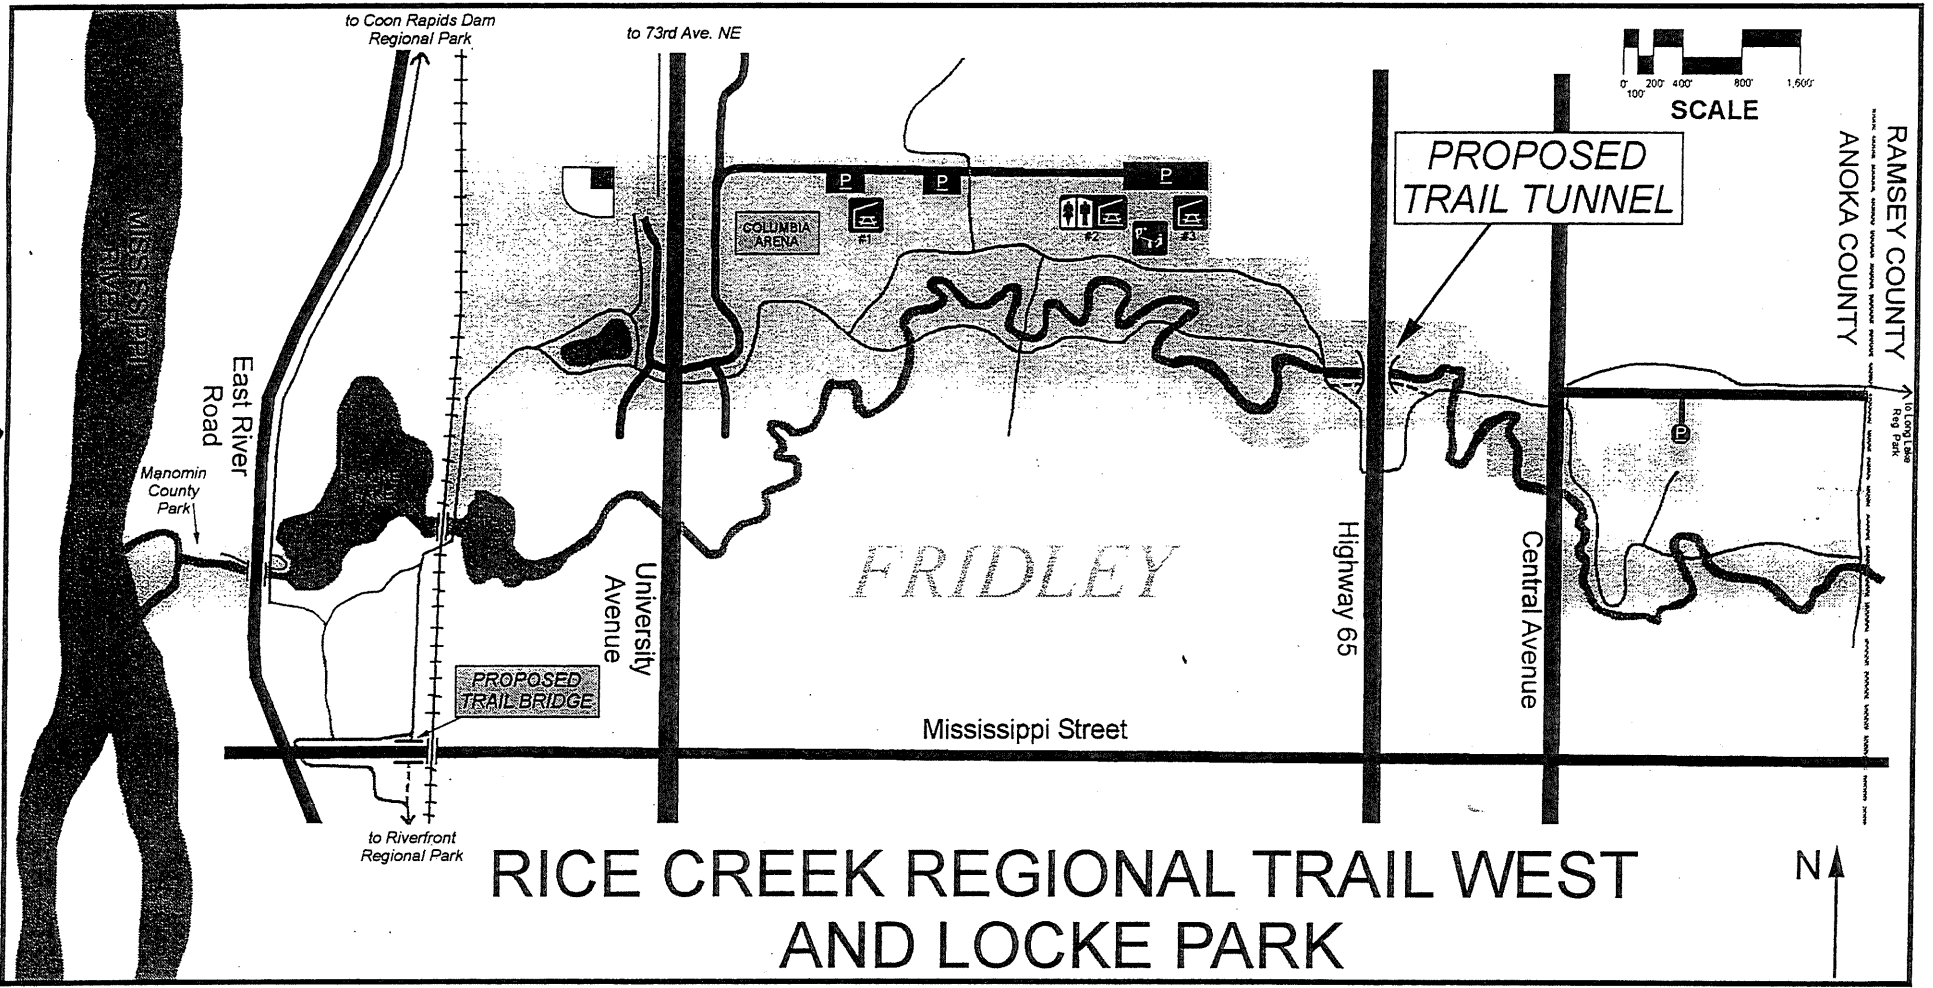 to Coon Rapids Dam
Regional Park
to 73rd Ave. NE
0'
100'
200'
400'
800'
1,600'
SCALE
PROPOSED
TRAIL TUNNEL
RAMSEY COUNTY
ANOKA COUNTY
P
P
P
COLUMBIA
ARENA
#1
#2
#3
MISSISSIPPI
RIVER
East River
Road
Manomin
County
Park
to Long Lake
Reg Park
P
FRIDLEY
University
Avenue
Highway 65
Central Avenue
PROPOSED
TRAIL BRIDGE
Mississippi Street
to Riverfront
Regional Park
RICE CREEK REGIONAL TRAIL WEST
AND LOCKE PARK
N